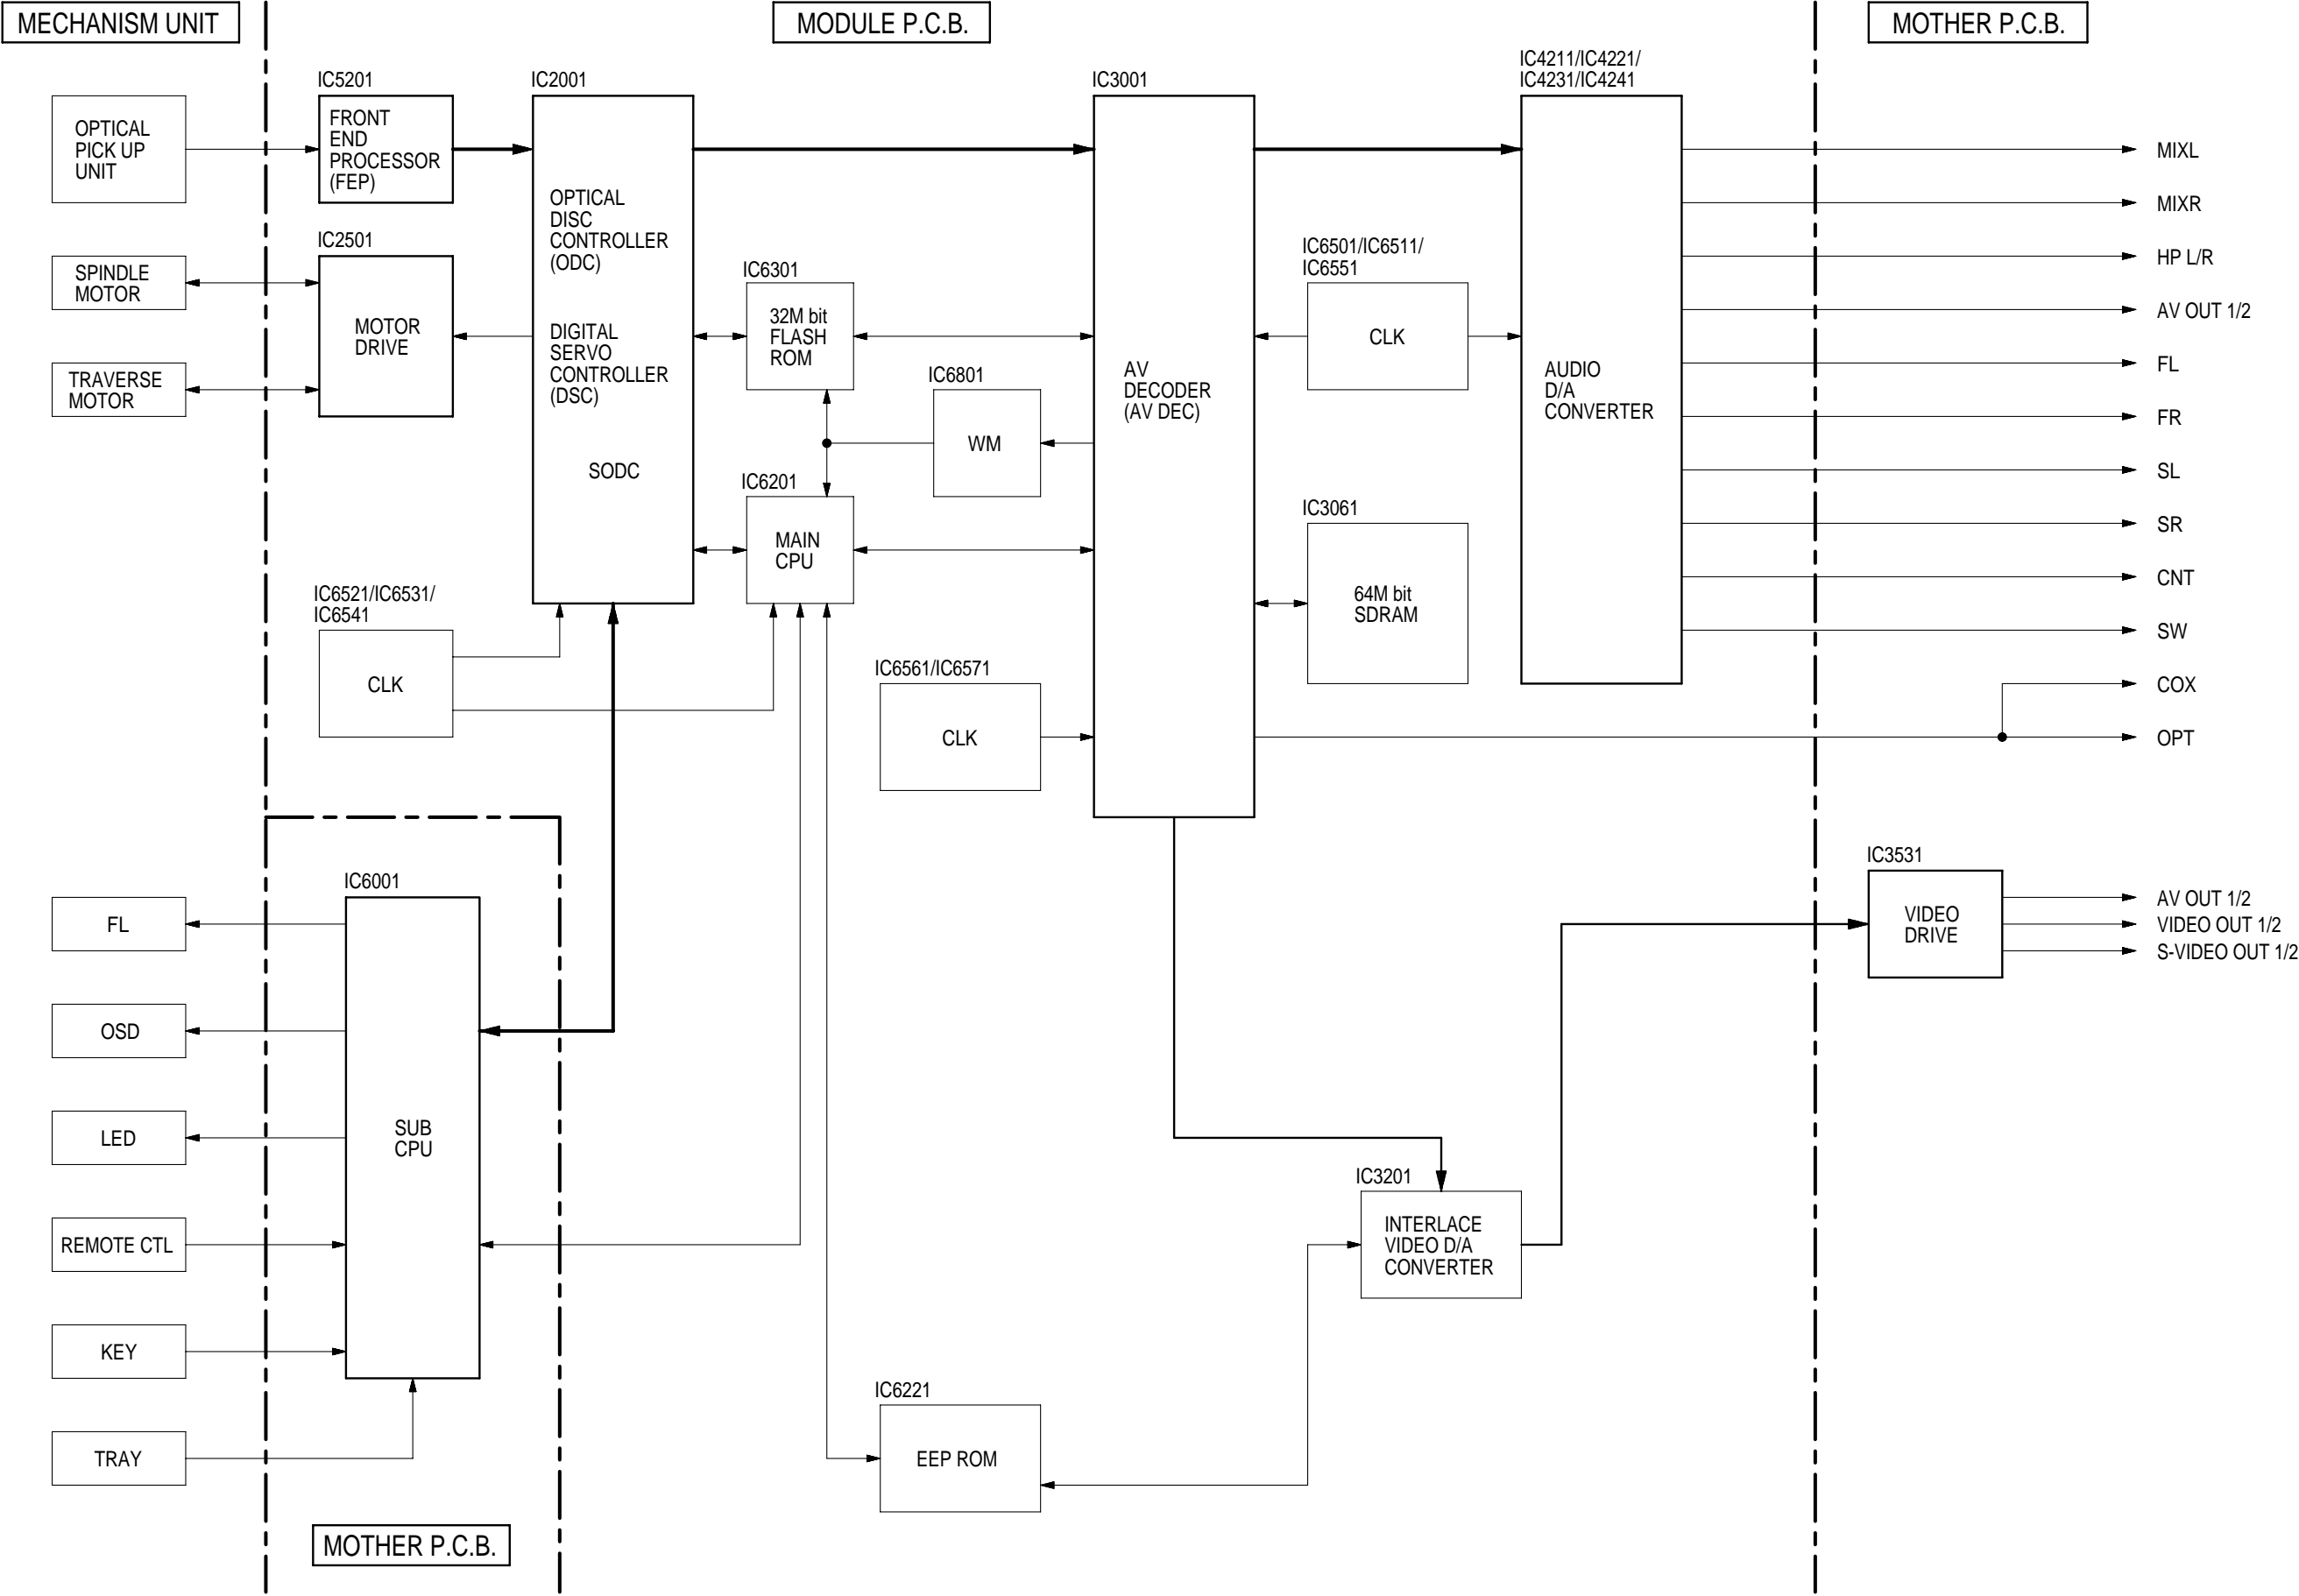 MECHANISM UNIT
MODULE P.C.B.
MOTHER P.C.B.
IC5201
IC2001
IC3001
IC4211/IC4221/
IC4231/IC4241
OPTICAL
PICK UP
UNIT
FRONT
END
PROCESSOR
(FEP)
OPTICAL
DISC
CONTROLLER
(ODC)
DIGITAL
SERVO
CONTROLLER
(DSC)
SODC
IC2501
SPINDLE
MOTOR
TRAVERSE
MOTOR
MOTOR
DRIVE
IC6301
32M bit
FLASH
ROM
IC6801
WM
IC6201
MAIN
CPU
AV
DECODER
(AV DEC)
IC6501/IC6511/
IC6551
CLK
IC3061
64M bit
SDRAM
AUDIO
D/A
CONVERTER
MIXL
MIXR
HP L/R
AV OUT 1/2
FL
FR
SL
SR
CNT
SW
COX
OPT
IC6521/IC6531/
IC6541
CLK
IC6561/IC6571
CLK
IC3531
VIDEO
DRIVE
AV OUT 1/2
VIDEO OUT 1/2
S-VIDEO OUT 1/2
IC6001
FL
OSD
LED
REMOTE CTL
KEY
TRAY
SUB
CPU
IC3201
INTERLACE
VIDEO D/A
CONVERTER
IC6221
EEP ROM
MOTHER P.C.B.